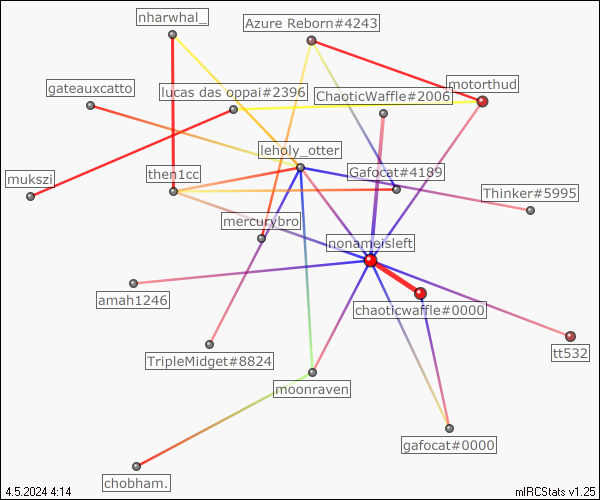 nharwhal_
Azure Reborn#4243
gateauxcatto
lucas das oppai#2396
ChaoticWaffle#2006
motorthud
mukszi
then1cc
leholy_otter
Gafocat#4189
Thinker#5995
mercurybro
nonameisleft
amah1246
chaoticwaffle#0000
TripleMidget#8824
moonraven
tt532
gafocat#0000
chobham.
4.5.2024 4:14
mIRCStats v1.25